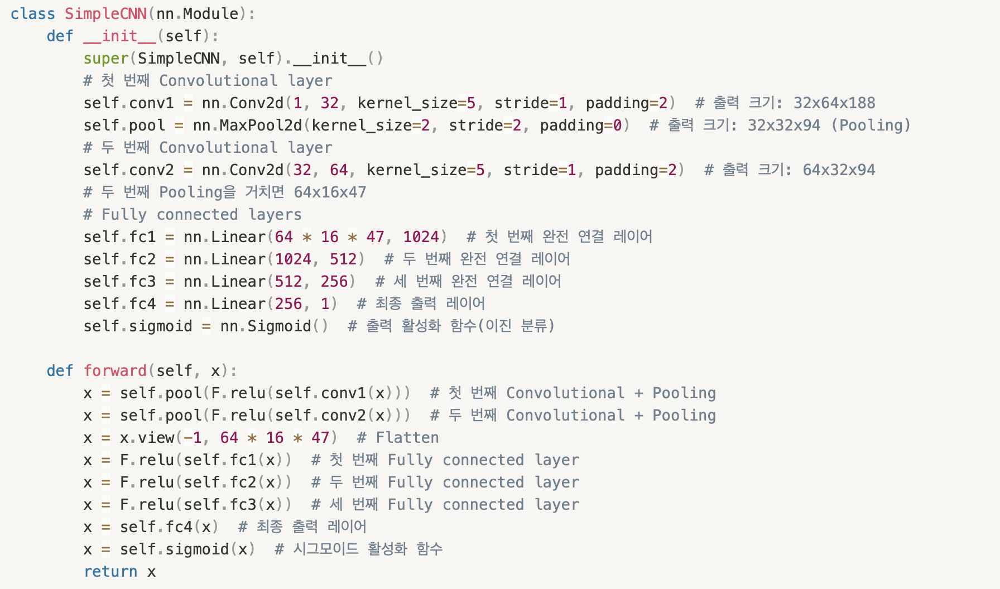 class SimpleCNN(nn.Module):
    def __init__(self):
        super(SimpleCNN, self).__init__()
        # 첫 번째 Convolutional layer
        self.conv1 = nn.Conv2d(1, 32, kernel_size=5, stride=1, padding=2)  # 출력 크기: 32x64x188
        self.pool = nn.MaxPool2d(kernel_size=2, stride=2, padding=0)  # 출력 크기: 32x32x94 (Pooling)
        # 두 번째 Convolutional layer
        self.conv2 = nn.Conv2d(32, 64, kernel_size=5, stride=1, padding=2)  # 출력 크기: 64x32x94
        # 두 번째 Pooling을 거치면 64x16x47
        # Fully connected layers
        self.fc1 = nn.Linear(64 * 16 * 47, 1024)  # 첫 번째 완전 연결 레이어
        self.fc2 = nn.Linear(1024, 512)  # 두 번째 완전 연결 레이어
        self.fc3 = nn.Linear(512, 256)  # 세 번째 완전 연결 레이어
        self.fc4 = nn.Linear(256, 1)  # 최종 출력 레이어
        self.sigmoid = nn.Sigmoid()  # 출력 활성화 함수(이진 분류)

    def forward(self, x):
        x = self.pool(F.relu(self.conv1(x)))  # 첫 번째 Convolutional + Pooling
        x = self.pool(F.relu(self.conv2(x)))  # 두 번째 Convolutional + Pooling
        x = x.view(-1, 64 * 16 * 47)  # Flatten
        x = F.relu(self.fc1(x))  # 첫 번째 Fully connected layer
        x = F.relu(self.fc2(x))  # 두 번째 Fully connected layer
        x = F.relu(self.fc3(x))  # 세 번째 Fully connected layer
        x = self.fc4(x)  # 최종 출력 레이어
        x = self.sigmoid(x)  # 시그모이드 활성화 함수
        return x